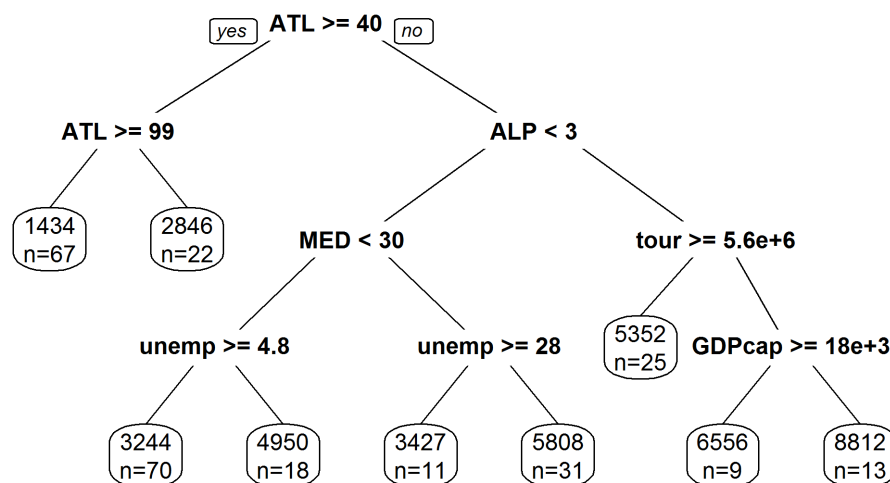 ATL >= 40
yes
no
ATL >= 99
ALP < 3
1434
n=67
2846
n=22
MED < 30
tour >= 5.6e+6
unemp >= 4.8
unemp >= 28
5352
n=25
GDPcap >= 18e+3
3244
n=70
4950
n=18
3427
n=11
5808
n=31
6556
n=9
8812
n=13